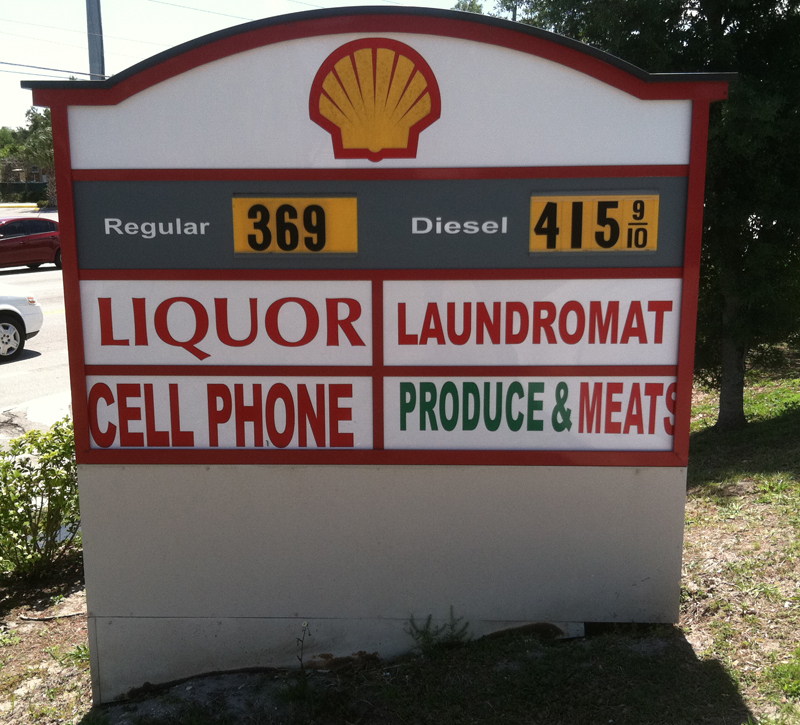 Regular 369 Diesel 415 9/10
LIQUOR LAUNDROMAT
CELL PHONE PRODUCE & MEATS